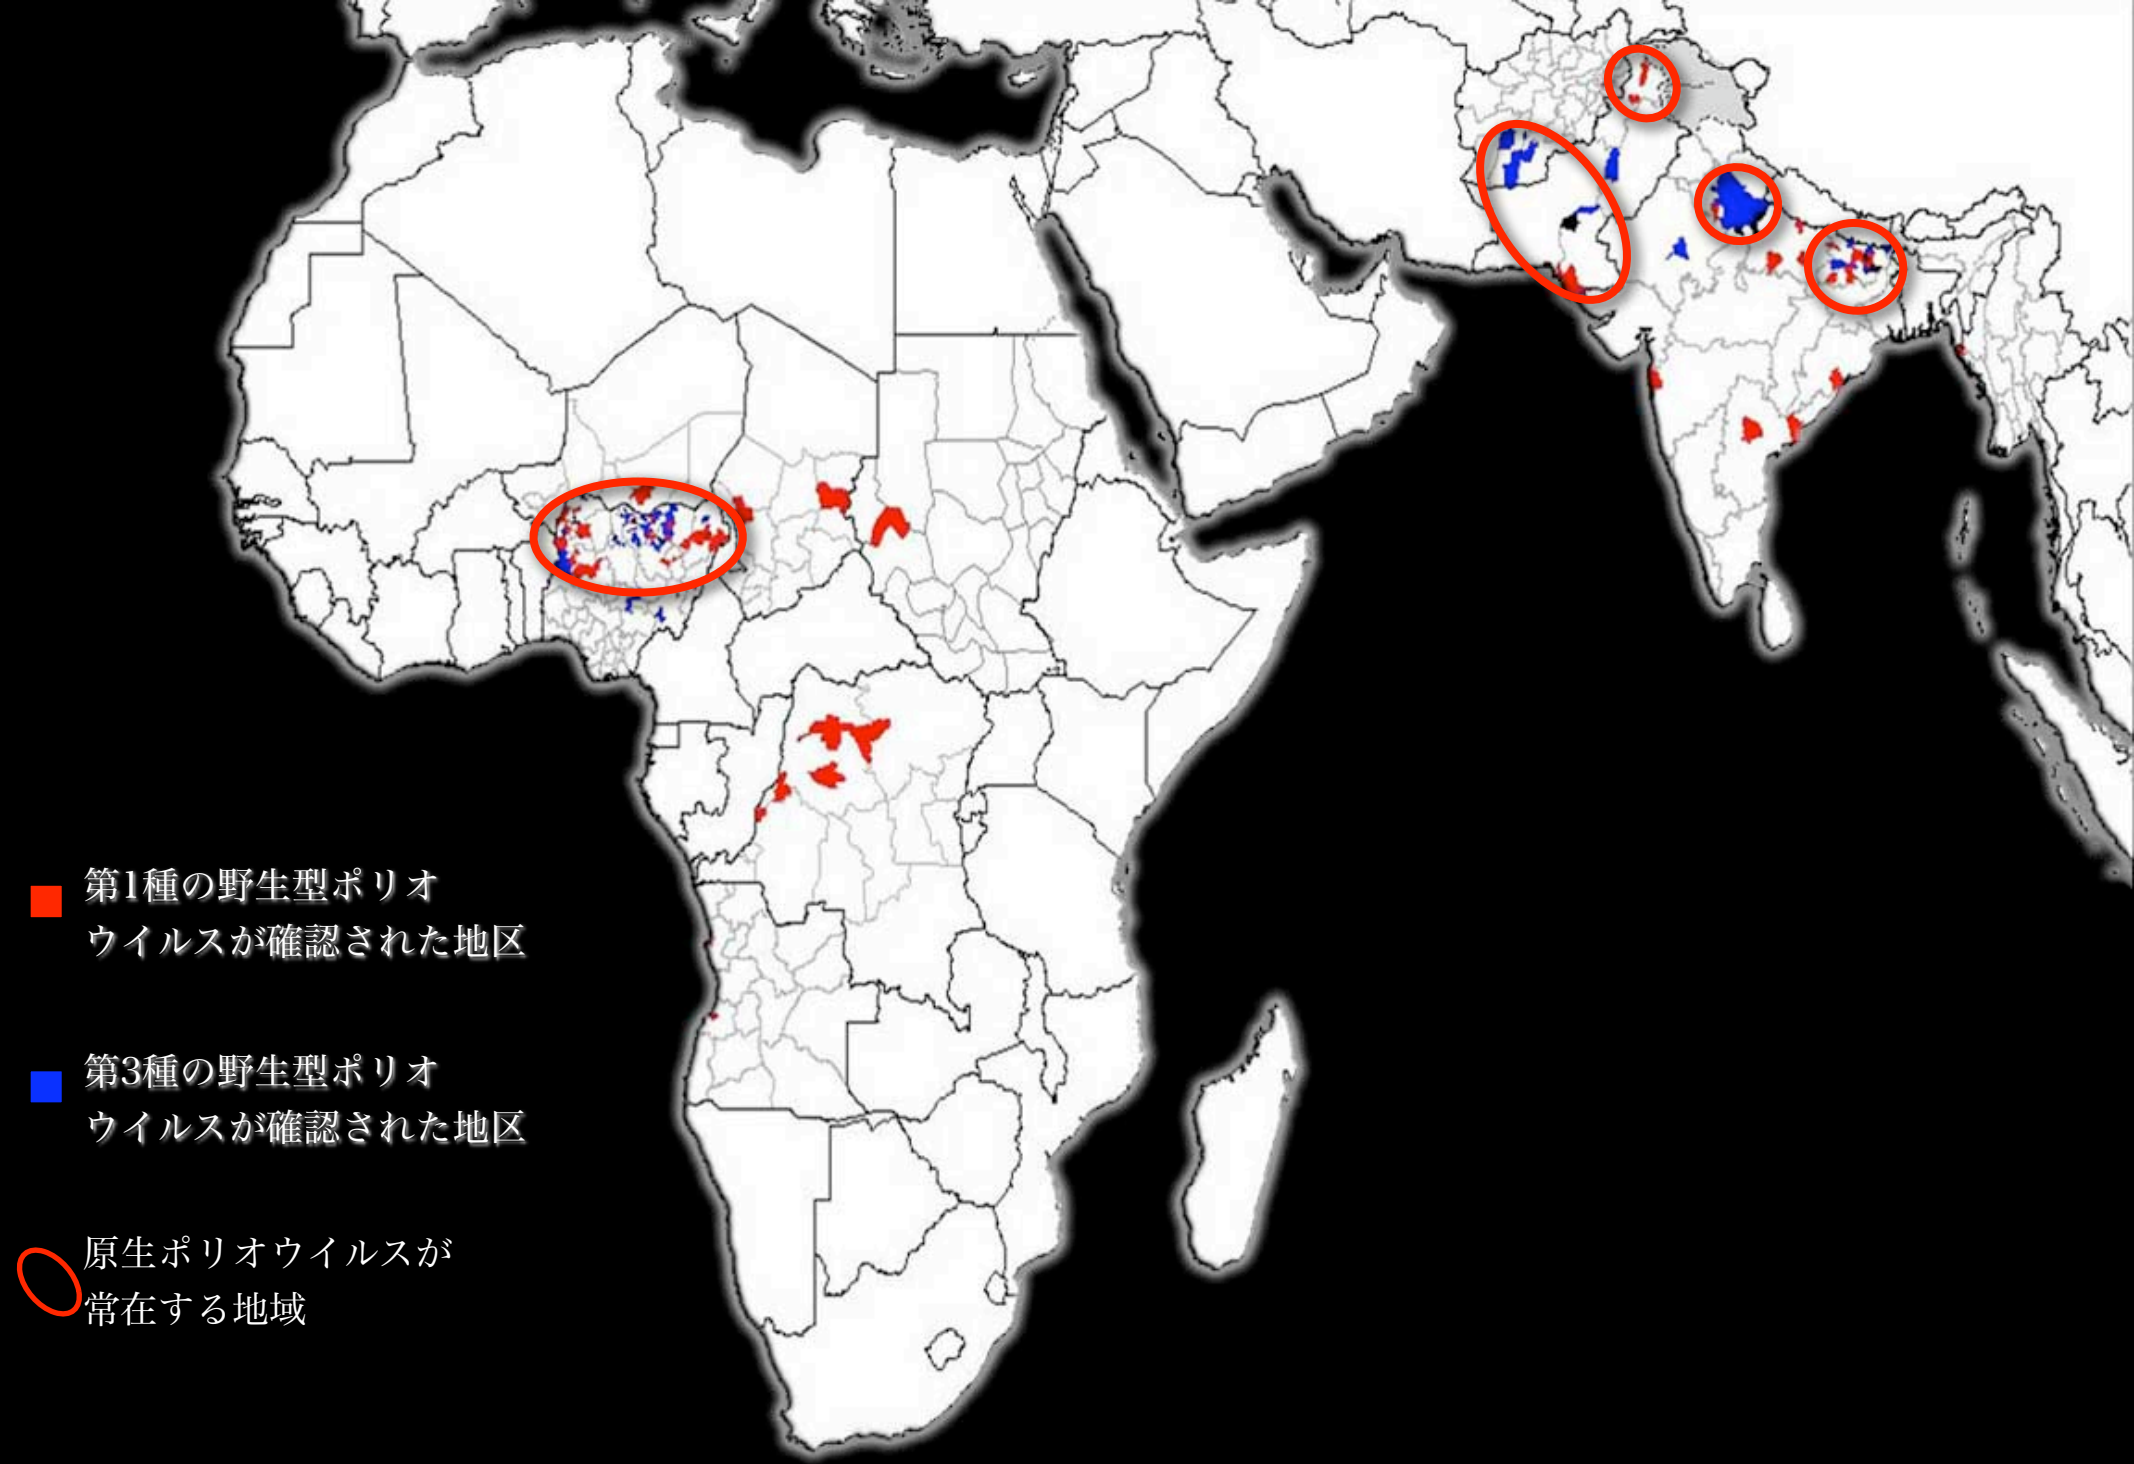 第1種の野生型ポリオ
ウイルスが確認された地区
第3種の野生型ポリオ
ウイルスが確認された地区
原生ポリオウイルスが
常在する地域